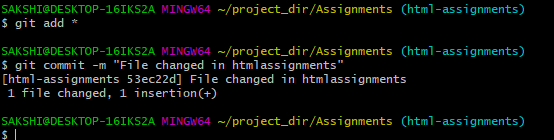 SAKSHI@DESKTOP-16IKS2A MINGW64 ~/project_dir/Assignments (html-assignments)
$ git add *
SAKSHI@DESKTOP-16IKS2A MINGW64 ~/project_dir/Assignments (html-assignments)
$ git commit -m "File changed in htmlassignments"
[html-assignments 53ec22d] File changed in htmlassignments
 1 file changed, 1 insertion(+)
SAKSHI@DESKTOP-16IKS2A MINGW64 ~/project_dir/Assignments (html-assignments)
$